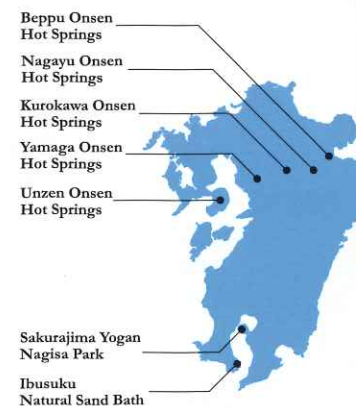 Beppu Onsen
Hot Springs
Nagayu Onsen
Hot Springs
Kurokawa Onsen
Hot Springs
Yamaga Onsen
Hot Springs
Unzen Onsen
Hot Springs
Sakurajima Yogan
Nagisa Park
Ibusuku
Natural Sand Bath